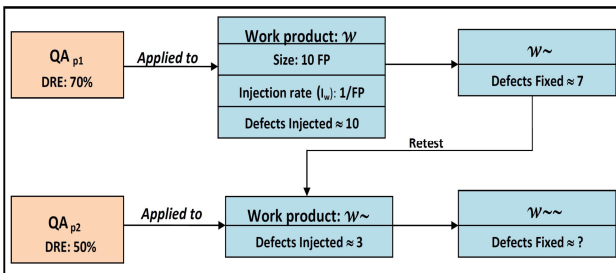 QA p1
DRE: 70%
Applied to
Work product: 𝒲
Size: 10 FP
Injection rate (Iw): 1/FP
Defects Injected ≈ 10
𝒲~
Defects Fixed ≈ 7
Retest
QA p2
DRE: 50%
Applied to
Work product: 𝒲~
Defects Injected ≈ 3
𝒲~~
Defects Fixed ≈ ?